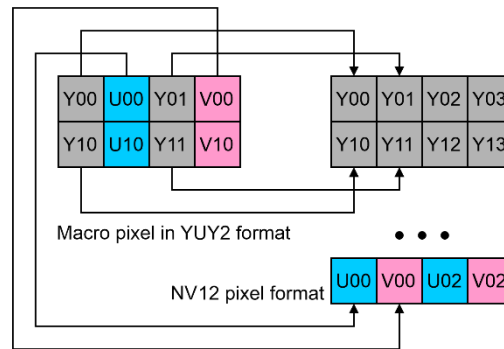 Y00 U00 Y01 V00
Y10 U10 Y11 V10
Y00 Y01 Y02 Y03
Y10 Y11 Y12 Y13
Macro pixel in YUY2 format
NV12 pixel format
U00 V00 U02 V02